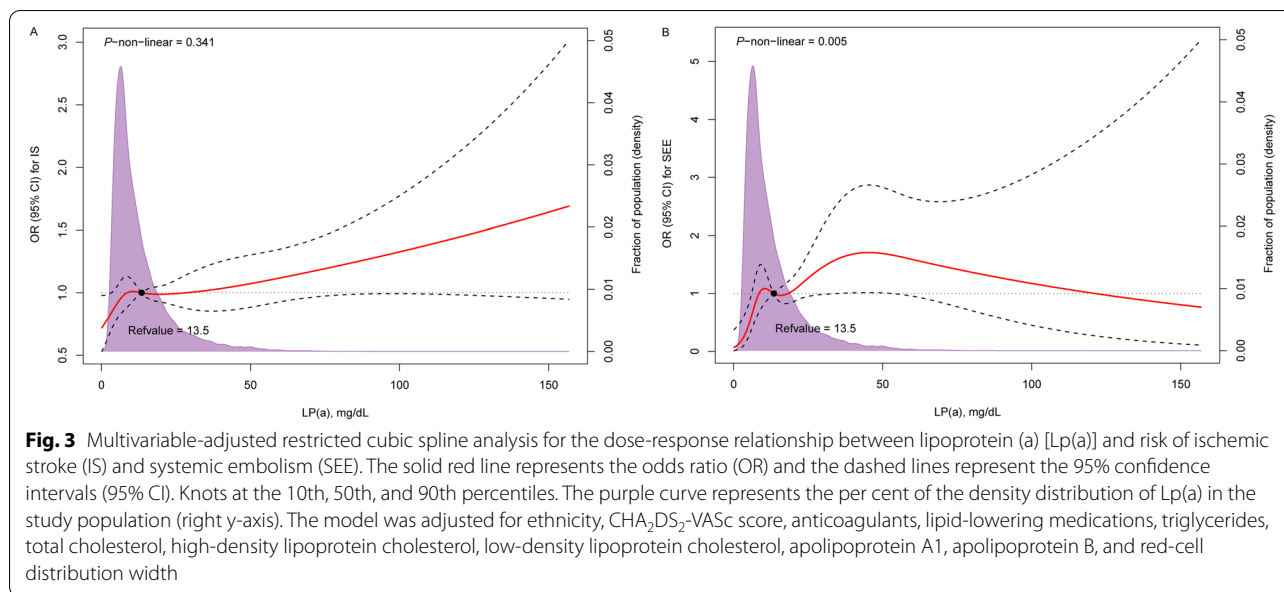 A
P-non-linear = 0.341
3.0
2.5
2.0
1.5
1.0
0.5
OR (95% CI) for IS
0.05
0.04
0.03
0.02
0.01
0.00
Fraction of population (density)
Refvalue = 13.5
0
50
100
150
LP(a), mg/dL
B
P-non-linear = 0.005
5
4
3
2
1
0
OR (95% CI) for SEE
0.05
0.04
0.03
0.02
0.01
0.00
Fraction of population (density)
Refvalue = 13.5
0
50
100
150
LP(a), mg/dL
Fig. 3 Multivariable-adjusted restricted cubic spline analysis for the dose-response relationship between lipoprotein (a) [Lp(a)] and risk of ischemic
stroke (IS) and systemic embolism (SEE). The solid red line represents the odds ratio (OR) and the dashed lines represent the 95% confidence
intervals (95% CI). Knots at the 10th, 50th, and 90th percentiles. The purple curve represents the per cent of the density distribution of Lp(a) in the
study population (right y-axis). The model was adjusted for ethnicity, CHA₂DS₂-VASc score, anticoagulants, lipid-lowering medications, triglycerides,
total cholesterol, high-density lipoprotein cholesterol, low-density lipoprotein cholesterol, apolipoprotein A1, apolipoprotein B, and red-cell
distribution width